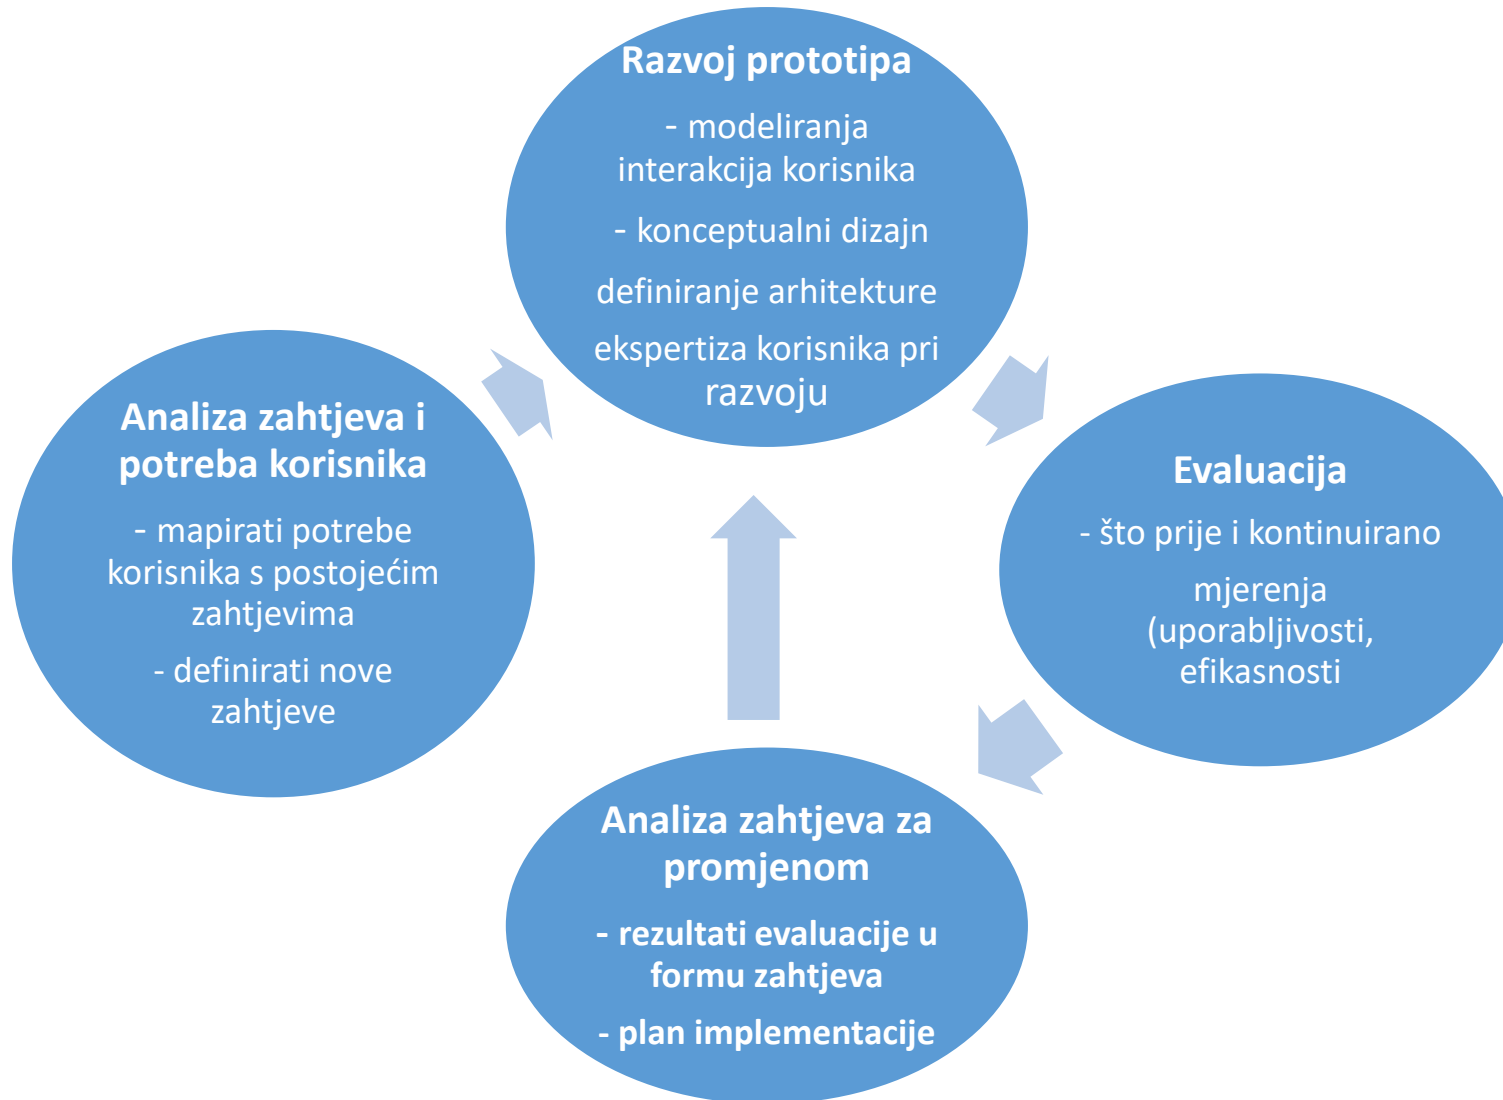 Razvoj prototipa
- modeliranja
interakcija korisnika
- konceptualni dizajn
definiranje arhitekture
ekspertiza korisnika pri
razvoju
Analiza zahtjeva i
potreba korisnika
- mapirati potrebe
korisnika s postojećim
zahtjevima
- definirati nove
zahtjeve
Evaluacija
- što prije i kontinuirano
mjerenja
(uporabljivosti,
efikasnosti
Analiza zahtjeva za
promjenom
- rezultati evaluacije u
formu zahtjeva
- plan implementacije